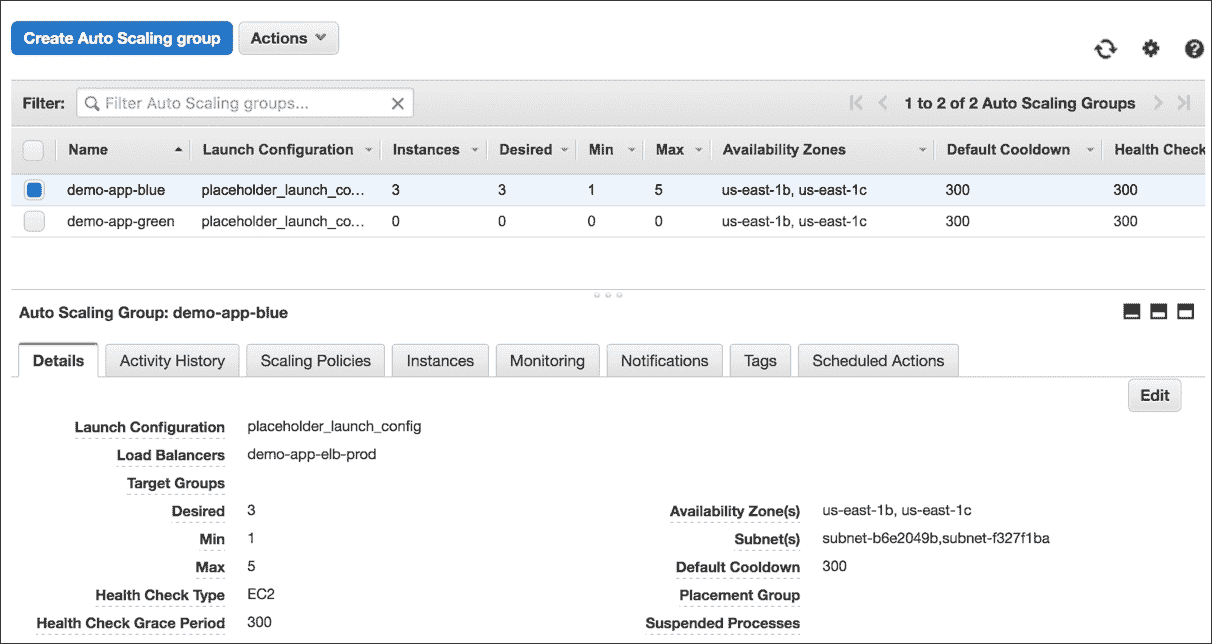 Create Auto Scaling group Actions
Filter: Filter Auto Scaling groups... 1 to 2 of 2 Auto Scaling Groups
Name Launch Configuration Instances Desired Min Max Availability Zones Default Cooldown Health Check
demo-app-blue placeholder_launch_co... 3 3 1 5 us-east-1b, us-east-1c 300 300
demo-app-green placeholder_launch_co... 0 0 0 0 us-east-1b, us-east-1c 300 300
Auto Scaling Group: demo-app-blue
Details Activity History Scaling Policies Instances Monitoring Notifications Tags Scheduled Actions
Edit
Launch Configuration placeholder_launch_config
Load Balancers demo-app-elb-prod
Target Groups
Desired 3 Availability Zone(s) us-east-1b, us-east-1c
Min 1 Subnet(s) subnet-b6e2049b,subnet-f327f1ba
Max 5 Default Cooldown 300
Health Check Type EC2 Placement Group
Health Check Grace Period 300 Suspended Processes